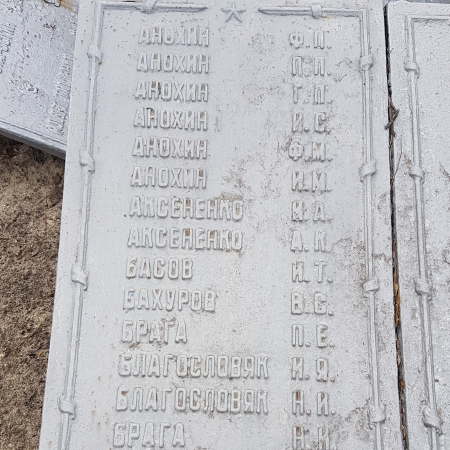 АНОХИН Ф.П.
АНОХИН П.П.
АНОХИН Г.П.
АНОХИН И.С.
АНОХИН Ф.М.
АНОХИН И.М.
АКСЕНЕНКО И.А.
АКСЕНЕНКО А.К.
БАСОВ И.Т.
БАХУРОВ В.С.
БРАГА П.Е.
БЛАГОСЛОВЯК И.Я.
БЛАГОСЛОВЯК Н.И.
БРАГА Н.И.